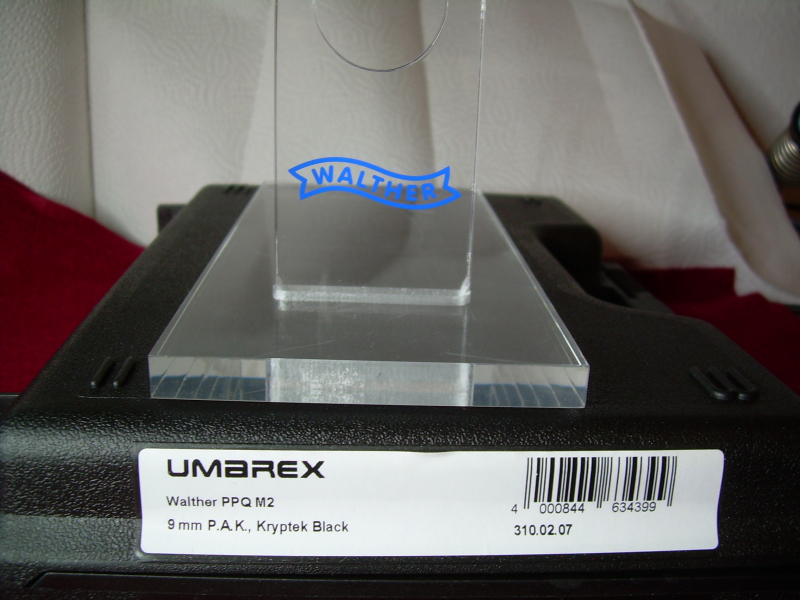 WALTHER
UMAREX
Walther PPQ M2
9 mm P.A.K., Kryptek Black
4 000844 634399
310.02.07